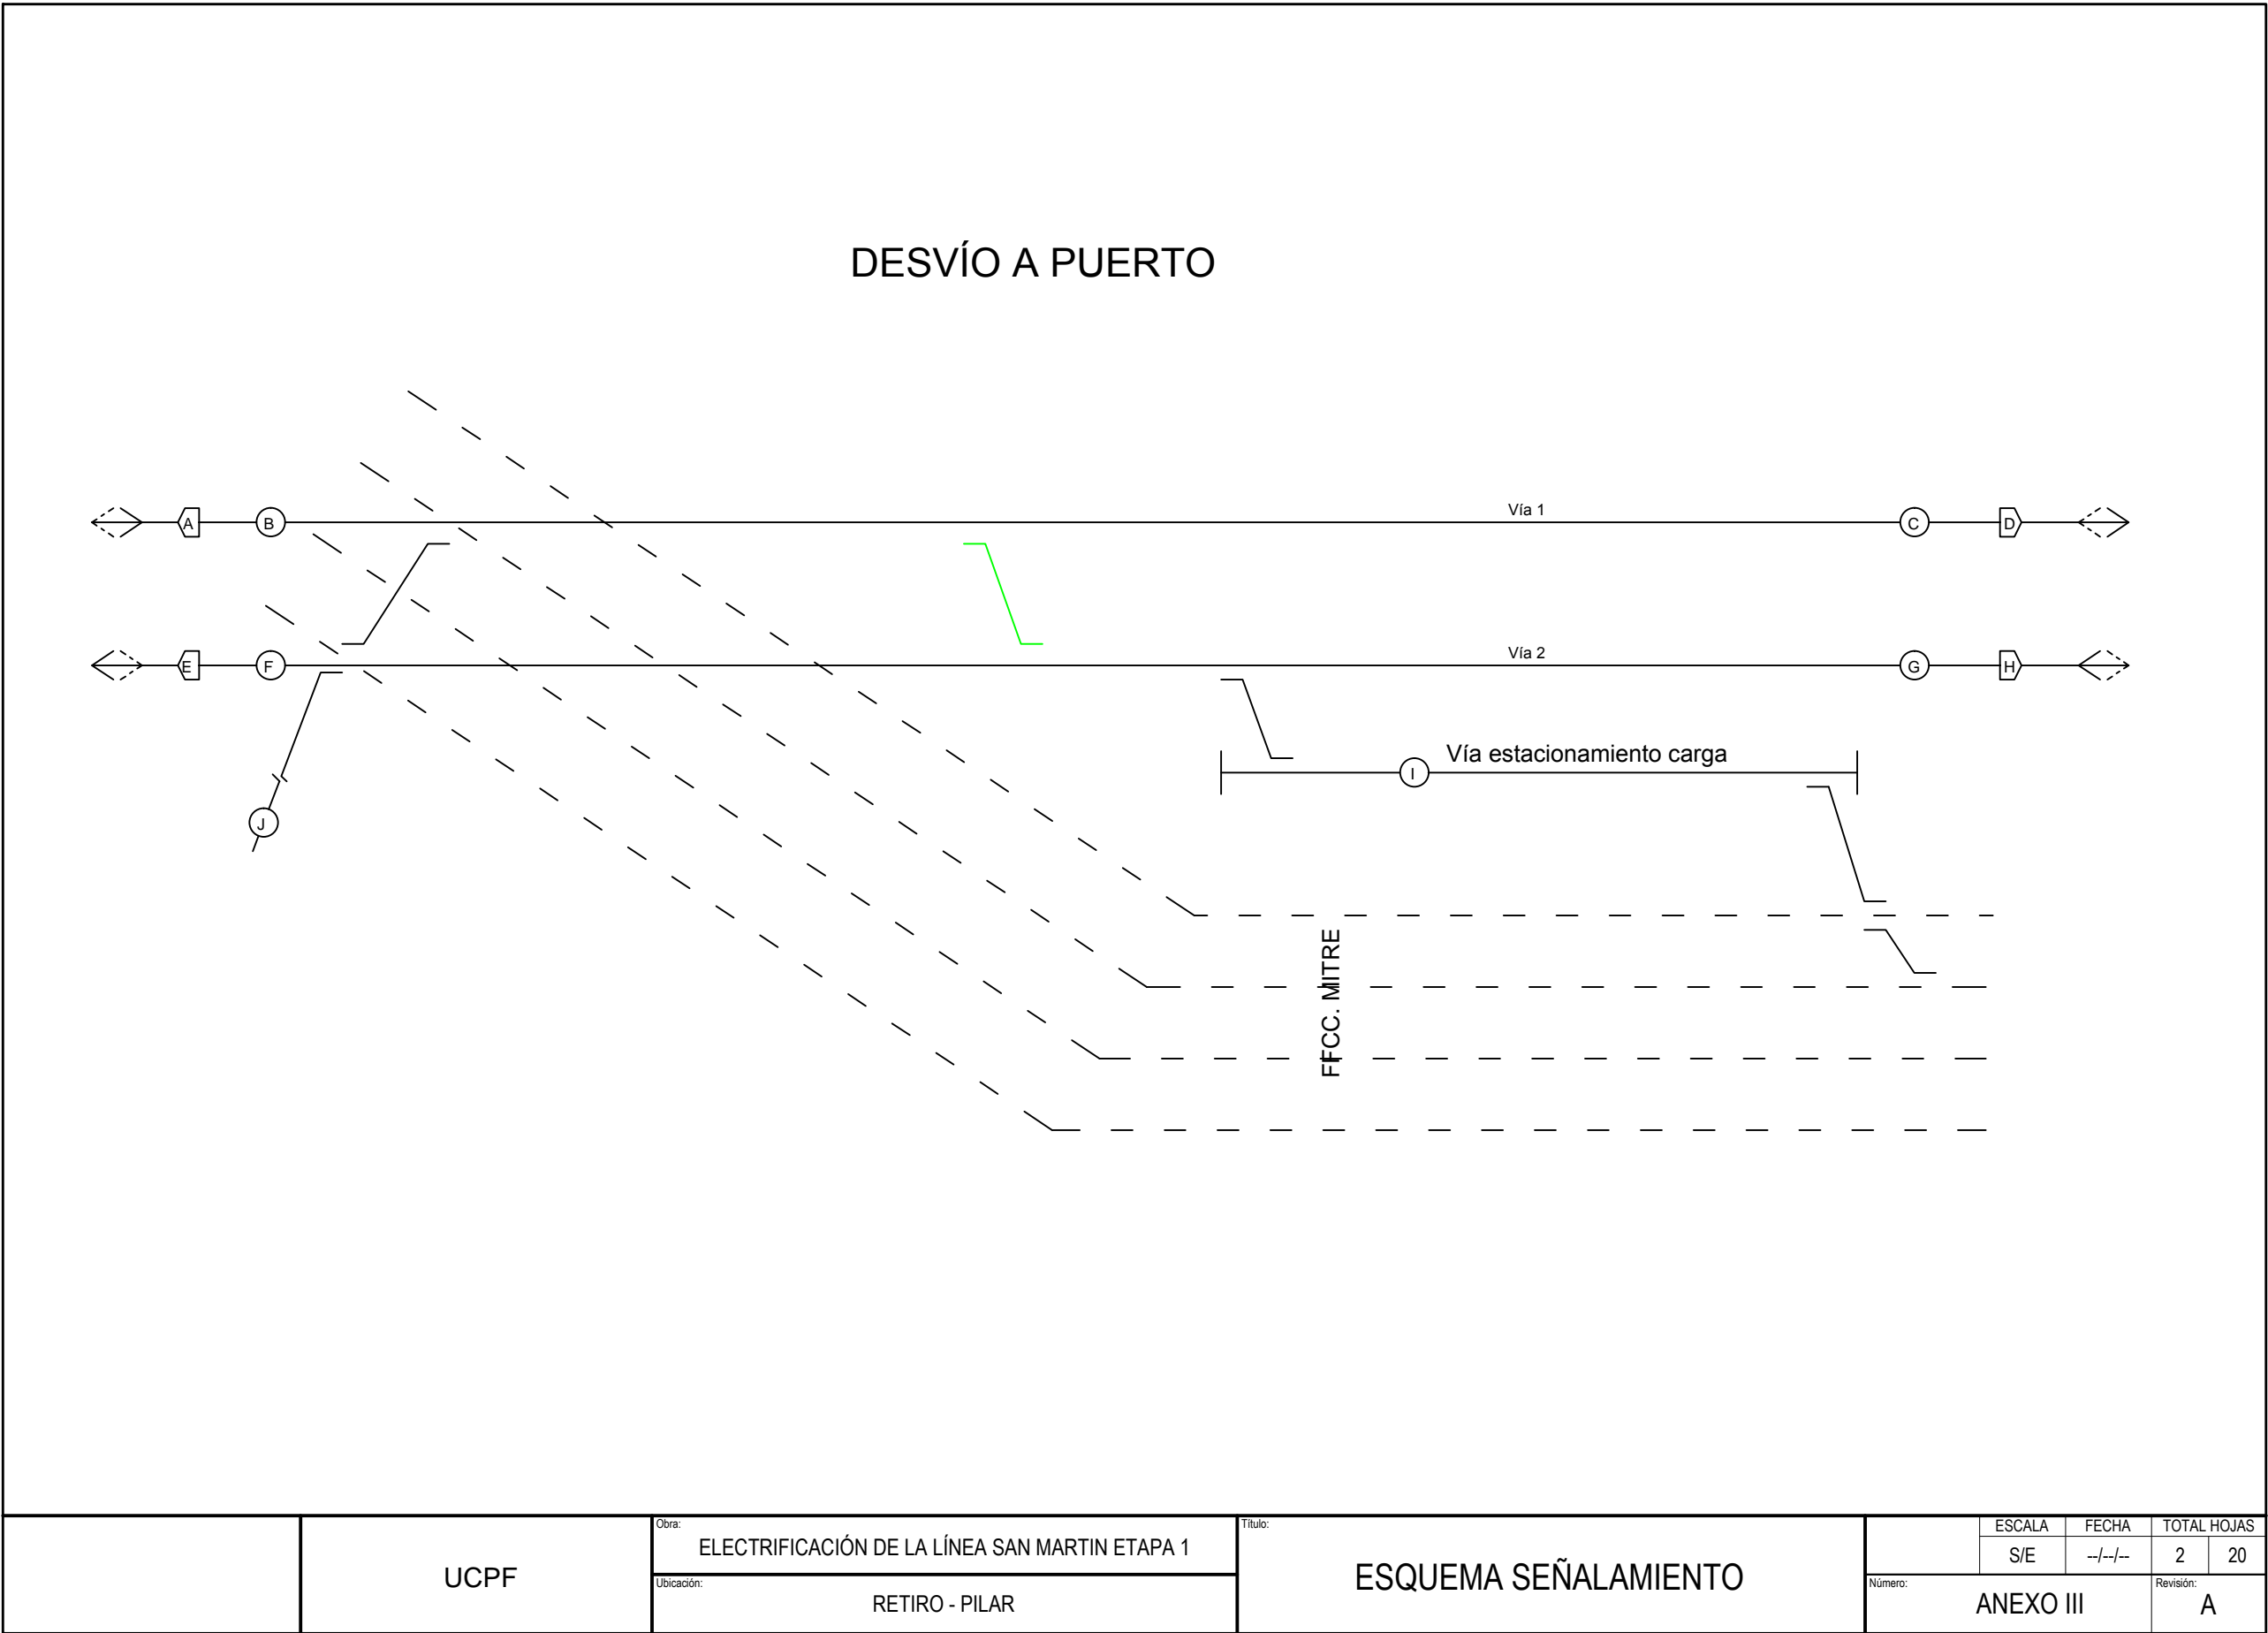 DESVÍO A PUERTO
Vía 1
A
B
C
D
Vía 2
E
F
G
H
Vía estacionamiento carga
I
J
FFCC. MITRE
UCPF
Obra:
ELECTRIFICACIÓN DE LA LÍNEA SAN MARTIN ETAPA 1
Ubicación:
RETIRO - PILAR
Título:
ESQUEMA SEÑALAMIENTO
ESCALA FECHA TOTAL HOJAS
S/E --/--/-- 2 20
Número:
ANEXO III
Revisión:
A